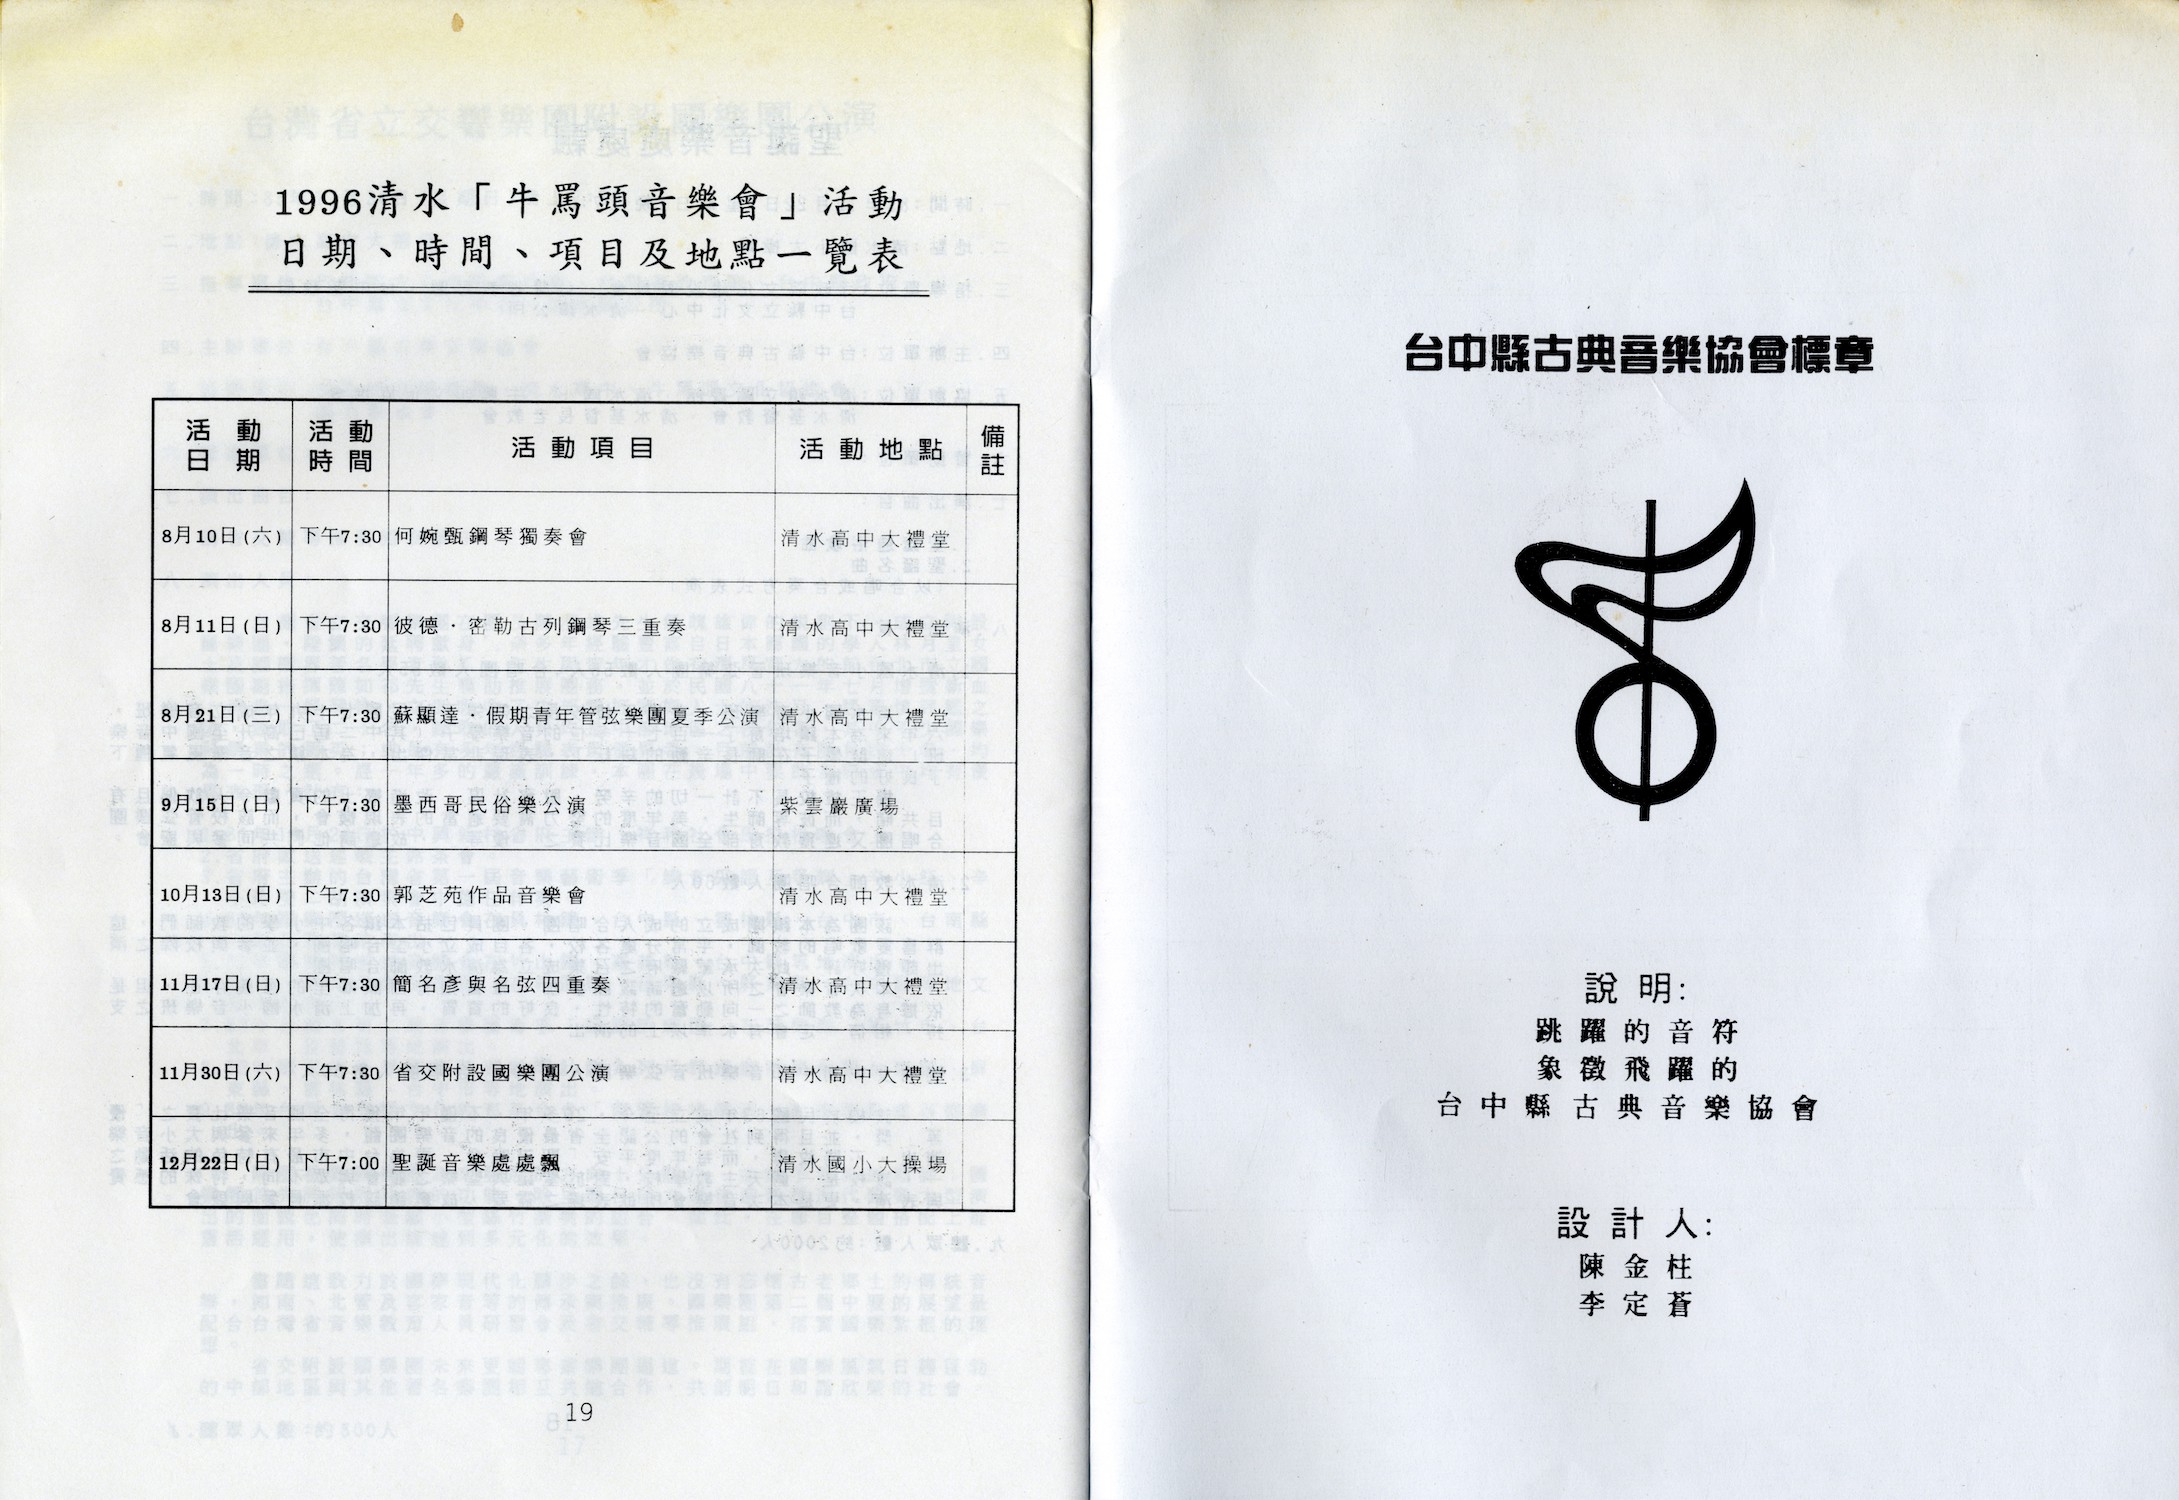 1996清水「牛罵頭音樂會」活動
日期、時間、項目及地點一覽表
活動日期 活動時間 活動項目 活動地點 備註
8月10日(六) 下午7:30 何婉甄鋼琴獨奏會 清水高中大禮堂
8月11日(日) 下午7:30 彼德·密勒古列鋼琴三重奏 清水高中大禮堂
8月21日(三) 下午7:30 蘇顯達·假期青年管弦樂團夏季公演 清水高中大禮堂
9月15日(日) 下午7:30 墨西哥民俗樂公演 紫雲巖廣場
10月13日(日) 下午7:30 郭芝苑作品音樂會 清水高中大禮堂
11月17日(日) 下午7:30 簡名彥與名弦四重奏 清水高中大禮堂
11月30日(六) 下午7:30 省交附設國樂團公演 清水高中大禮堂
12月22日(日) 下午7:00 聖誕音樂處處飄 清水國小大操場
19
台中縣古典音樂協會標章
說明:
跳躍的音符
象徵飛躍的
台中縣古典音樂協會
設計人:
陳金柱
李定蒼